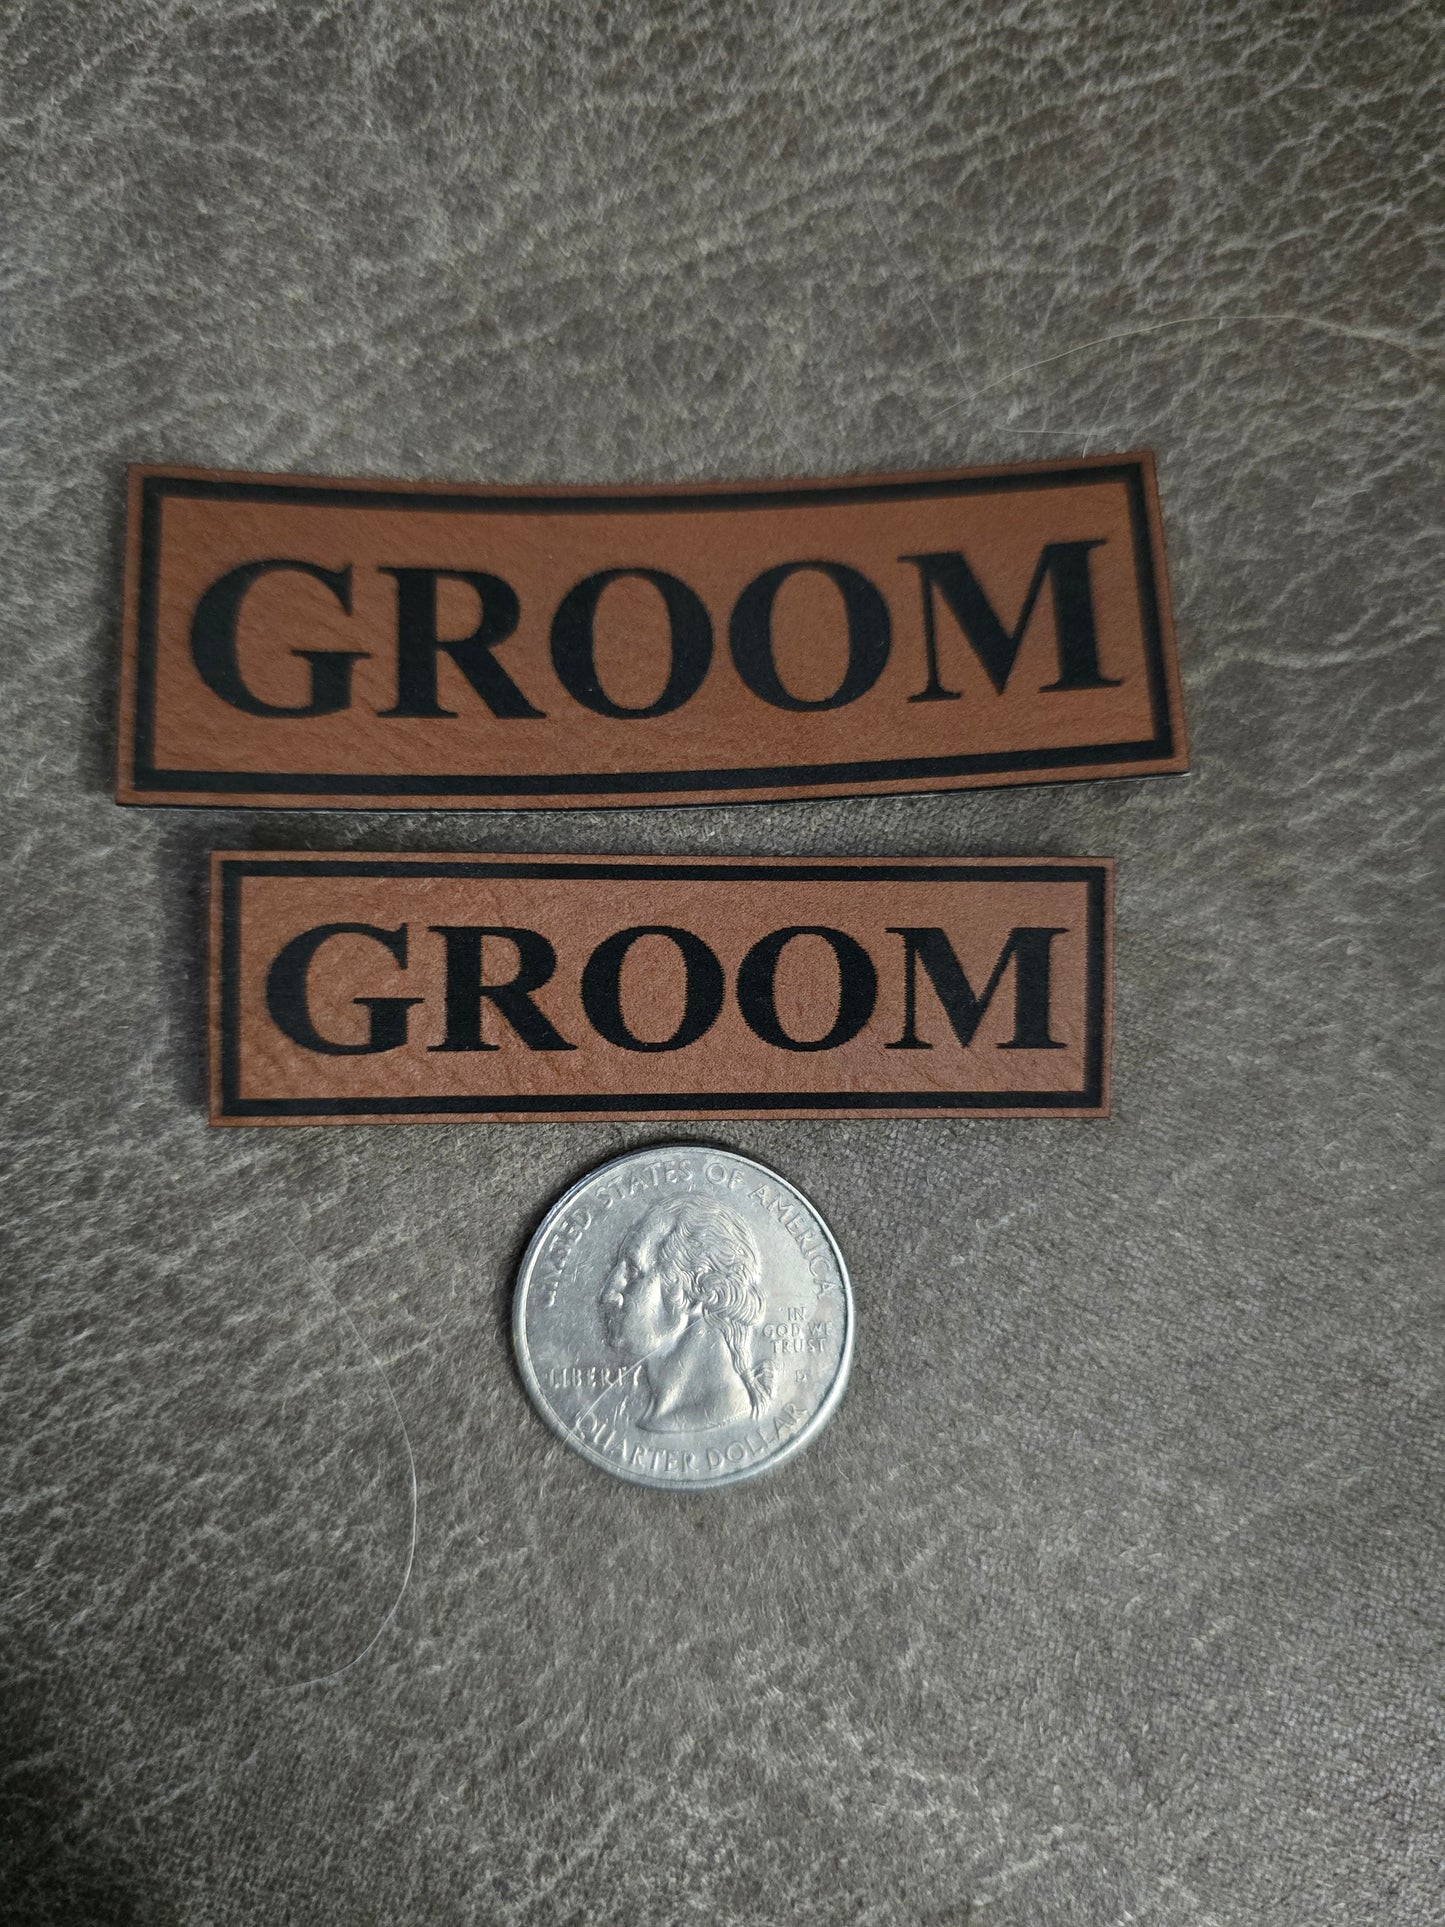 GROOM
GROOM
UNITED STATES OF AMERICA
IN
GOD WE
TRUST
LIBERTY
P
QUARTER DOLLAR